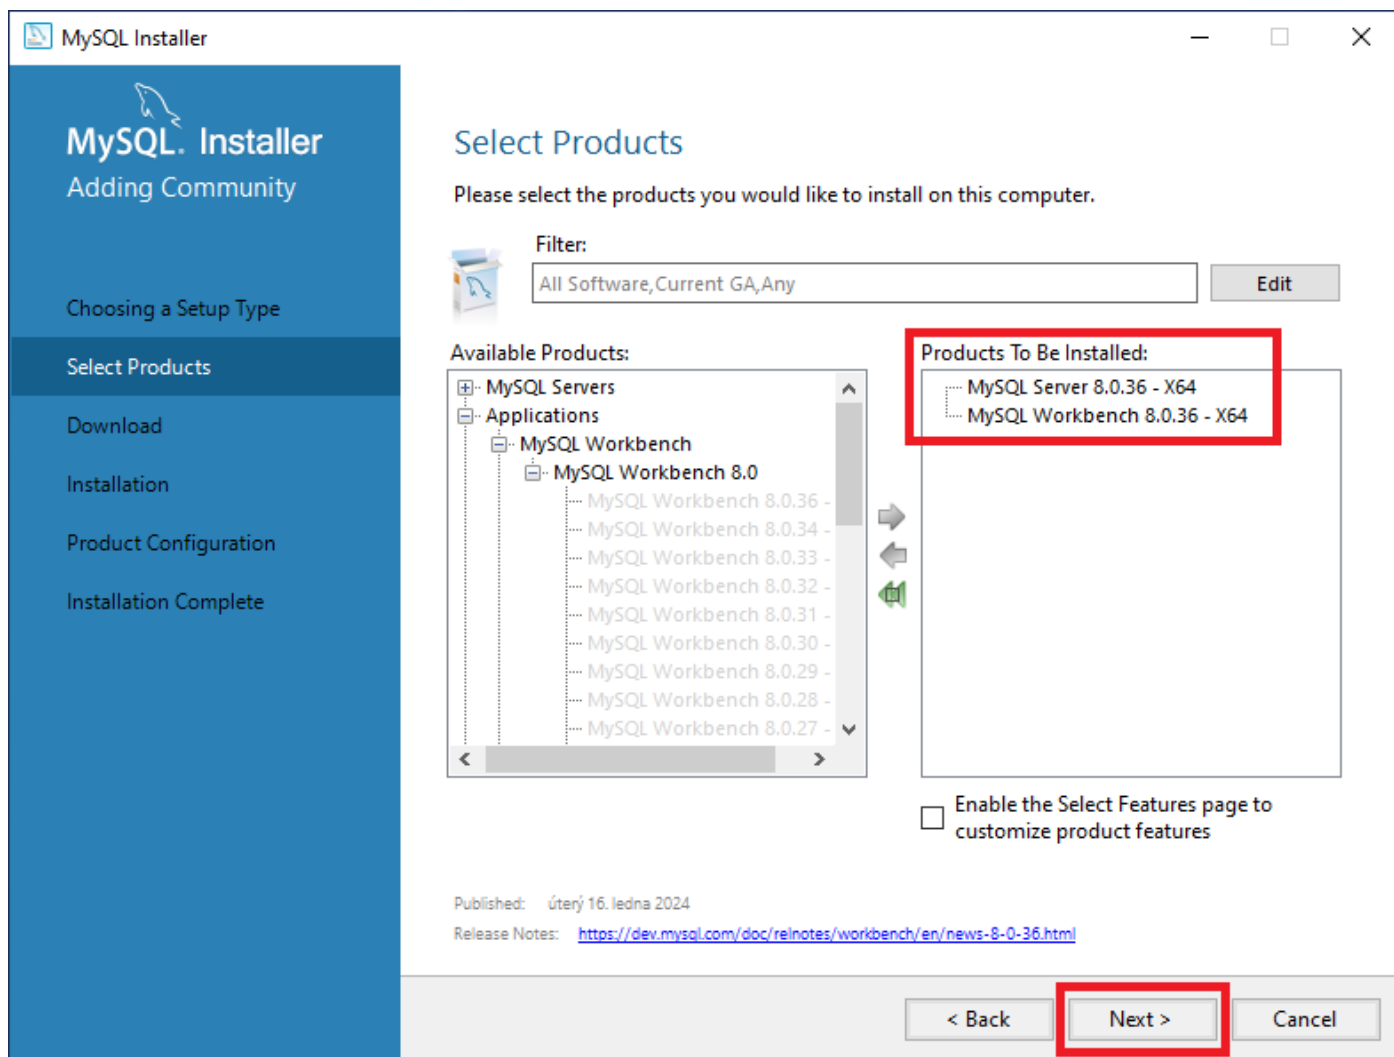 MySQL Installer
MySQL. Installer
Adding Community
Choosing a Setup Type
Select Products
Download
Installation
Product Configuration
Installation Complete
Select Products
Please select the products you would like to install on this computer.
Filter:
All Software,Current GA,Any
Edit
Available Products:
MySQL Servers
Applications
MySQL Workbench
MySQL Workbench 8.0
MySQL Workbench 8.0.36 -
MySQL Workbench 8.0.34 -
MySQL Workbench 8.0.33 -
MySQL Workbench 8.0.32 -
MySQL Workbench 8.0.31 -
MySQL Workbench 8.0.30 -
MySQL Workbench 8.0.29 -
MySQL Workbench 8.0.28 -
MySQL Workbench 8.0.27 -
Products To Be Installed:
MySQL Server 8.0.36 - X64
MySQL Workbench 8.0.36 - X64
Enable the Select Features page to
customize product features
Published: úterý 16. ledna 2024
Release Notes: https://dev.mysql.com/doc/relnotes/workbench/en/news-8-0-36.html
< Back
Next >
Cancel